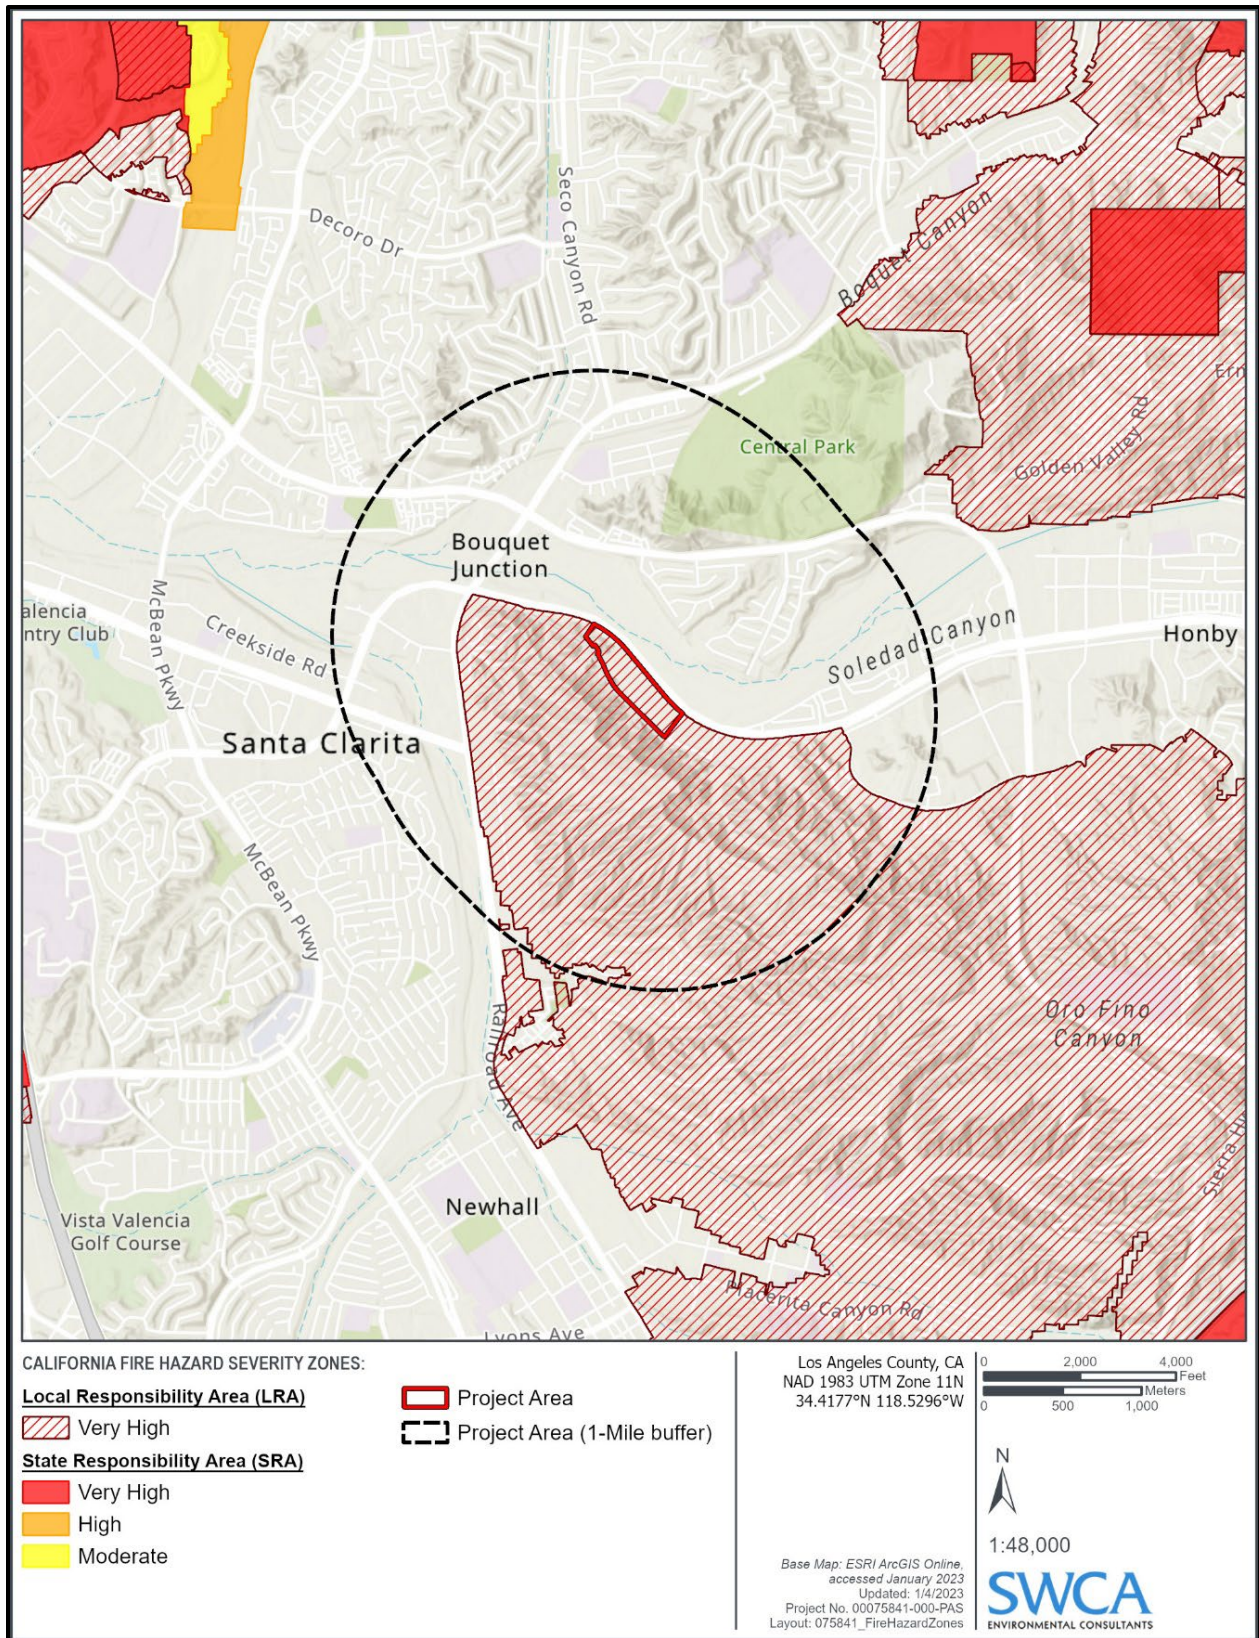 Decoro Dr
Seco Canyon Rd
Boquet Canyon
Central Park
Golden Valley Rd
Ern
Bouquet
Junction
alencia
ntry Club
McBean Pkwy
Creekside Rd
Soledad Canyon
Honby
Santa Clarita
McBean Pkwy
Railroad Ave
Oro Fino
Canyon
Sierra Hi
Newhall
Vista Valencia
Golf Course
Placerita Canyon Rd
Lyons Ave
CALIFORNIA FIRE HAZARD SEVERITY ZONES:
Local Responsibility Area (LRA)
Very High
State Responsibility Area (SRA)
Very High
High
Moderate
Project Area
Project Area (1-Mile buffer)
Los Angeles County, CA
NAD 1983 UTM Zone 11N
34.4177°N 118.5296°W
Base Map: ESRI ArcGIS Online,
accessed January 2023
Updated: 1/4/2023
Project No. 00075841-000-PAS
Layout: 075841_FireHazardZones
0 2,000 4,000
Feet
Meters
0 500 1,000
N
1:48,000
SWCA
ENVIRONMENTAL CONSULTANTS